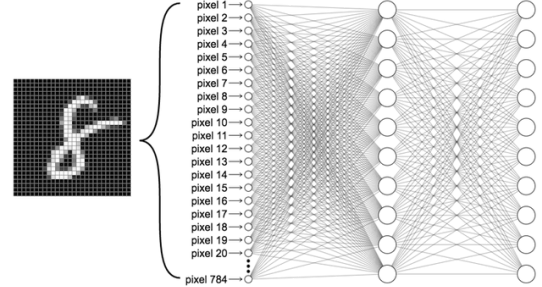 pixel 1
pixel 2
pixel 3
pixel 4
pixel 5
pixel 6
pixel 7
pixel 8
pixel 9
pixel 10
pixel 11
pixel 12
pixel 13
pixel 14
pixel 15
pixel 16
pixel 17
pixel 18
pixel 19
pixel 20
pixel 784
8